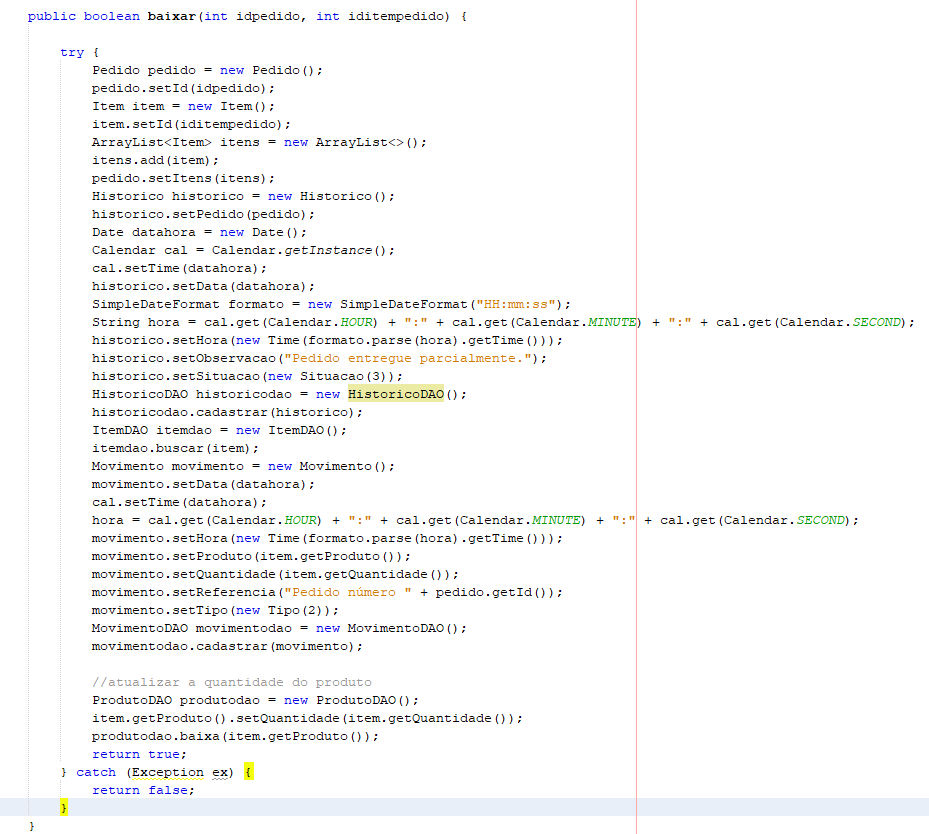 public boolean baixar(int idpedido, int iditempedido) {
try {
Pedido pedido = new Pedido();
pedido.setId(idpedido);
Item item = new Item();
item.setId(iditempedido);
ArrayList<Item> itens = new ArrayList<>();
itens.add(item);
pedido.setItens(itens);
Historico historico = new Historico();
historico.setPedido(pedido);
Date datahora = new Date();
Calendar cal = Calendar.getInstance();
cal.setTime(datahora);
historico.setData(datahora);
SimpleDateFormat formato = new SimpleDateFormat("HH:mm:ss");
String hora = cal.get(Calendar.HOUR) + ":" + cal.get(Calendar.MINUTE) + ":" + cal.get(Calendar.SECOND);
historico.setHora(new Time(formato.parse(hora).getTime()));
historico.setObservacao("Pedido entregue parcialmente.");
historico.setSituacao(new Situacao(3));
HistoricoDAO historicodao = new HistoricoDAO();
historicodao.cadastrar(historico);
ItemDAO itemdao = new ItemDAO();
itemdao.buscar(item);
Movimento movimento = new Movimento();
movimento.setData(datahora);
cal.setTime(datahora);
hora = cal.get(Calendar.HOUR) + ":" + cal.get(Calendar.MINUTE) + ":" + cal.get(Calendar.SECOND);
movimento.setHora(new Time(formato.parse(hora).getTime()));
movimento.setProduto(item.getProduto());
movimento.setQuantidade(item.getQuantidade());
movimento.setReferencia("Pedido número " + pedido.getId());
movimento.setTipo(new Tipo(2));
MovimentoDAO movimentodao = new MovimentoDAO();
movimentodao.cadastrar(movimento);
//atualizar a quantidade do produto
ProdutoDAO produtodao = new ProdutoDAO();
item.getProduto().setQuantidade(item.getQuantidade());
produtodao.baixa(item.getProduto());
return true;
} catch (Exception ex) {
return false;
}
}